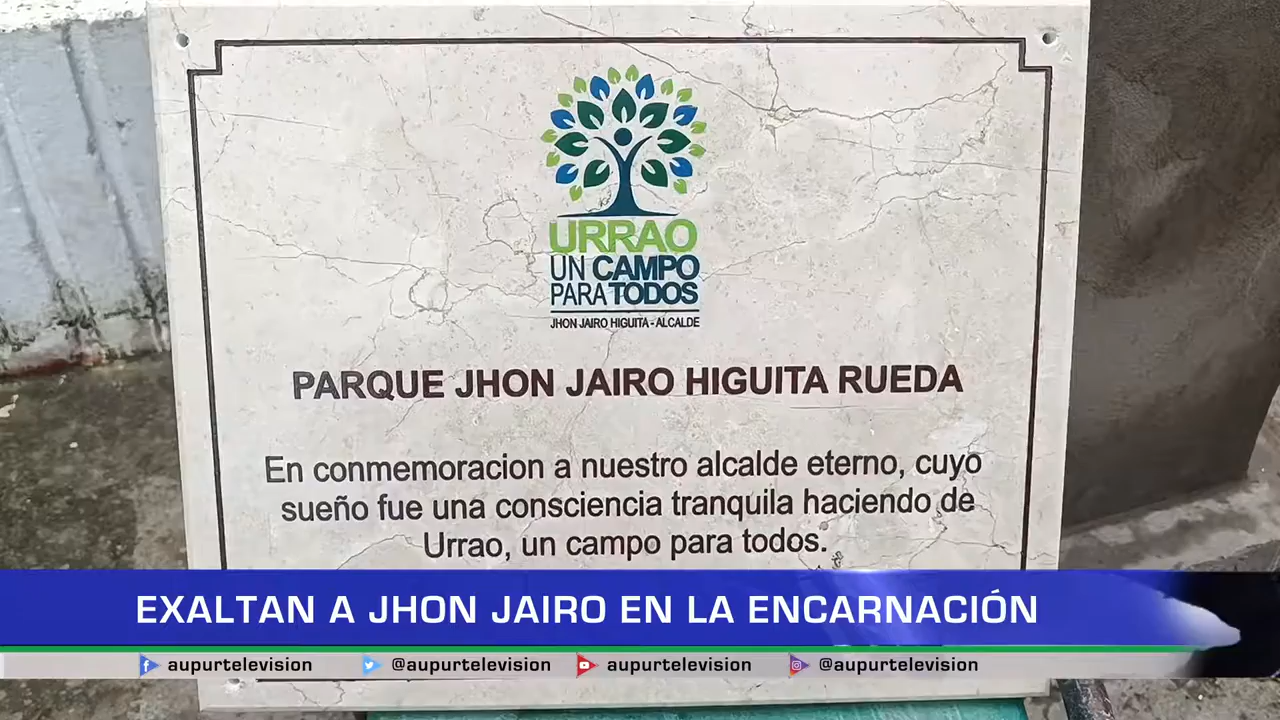 URRAO
UN CAMPO
PARA TODOS
JHON JAIRO HIGUITA - ALCALDE
PARQUE JHON JAIRO HIGUITA RUEDA
En conmemoracion a nuestro alcalde eterno, cuyo
sueño fue una consciencia tranquila haciendo de
Urrao, un campo para todos.
EXALTAN A JHON JAIRO EN LA ENCARNACIÓN
aupurtelevision @aupurtelevision aupurtelevision @aupurtelevision